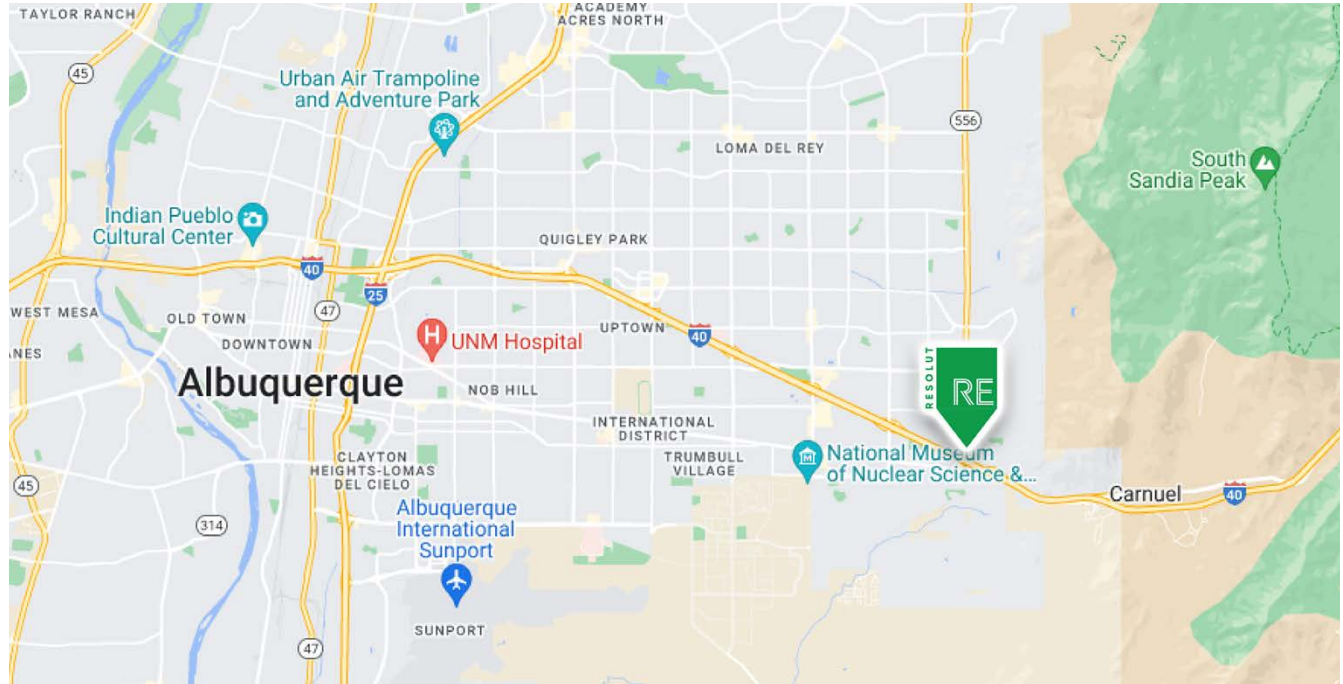 TAYLOR RANCH
ACADEMY
ACRES NORTH
45
Urban Air Trampoline
and Adventure Park
556
LOMA DEL REY
South
Sandia Peak
Indian Pueblo
Cultural Center
QUIGLEY PARK
40
25
47
WEST MESA
OLD TOWN
DOWNTOWN
UPTOWN
40
UNM Hospital
ANES
Albuquerque
NOB HILL
RESOLUT
RE
INTERNATIONAL
DISTRICT
CLAYTON
HEIGHTS-LOMAS
DEL CIELO
TRUMBULL
VILLAGE
National Museum
of Nuclear Science &...
45
Carnuel
40
314
Albuquerque
International
Sunport
SUNPORT
47